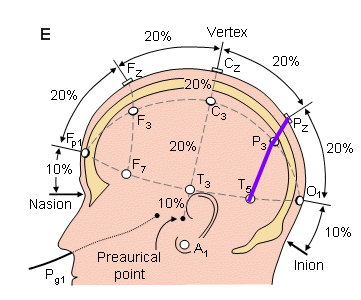 E
Vertex
20%
20%
FZ
CZ
20%
20%
20%
F3
C3
PZ
Fp1
P3
20%
20%
10%
F7
T3
T5
O1
Nasion
10%
10%
Preaurical
point
A1
Inion
Pg1